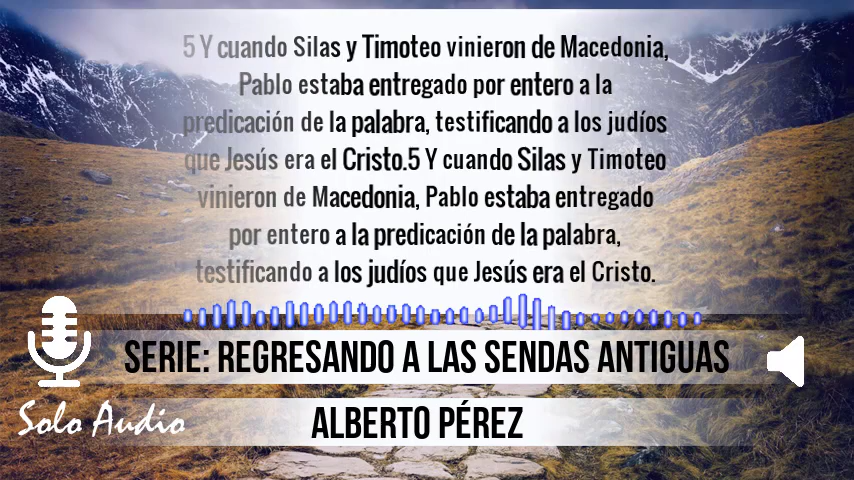 5 Y cuando Silas y Timoteo vinieron de Macedonia,
Pablo estaba entregado por entero a la
predicación de la palabra, testificando a los judíos
que Jesús era el Cristo.5 Y cuando Silas y Timoteo
vinieron de Macedonia, Pablo estaba entregado
por entero a la predicación de la palabra,
testificando a los judíos que Jesús era el Cristo.
SERIE: REGRESANDO A LAS SENDAS ANTIGUAS
Solo Audio
ALBERTO PÉREZ